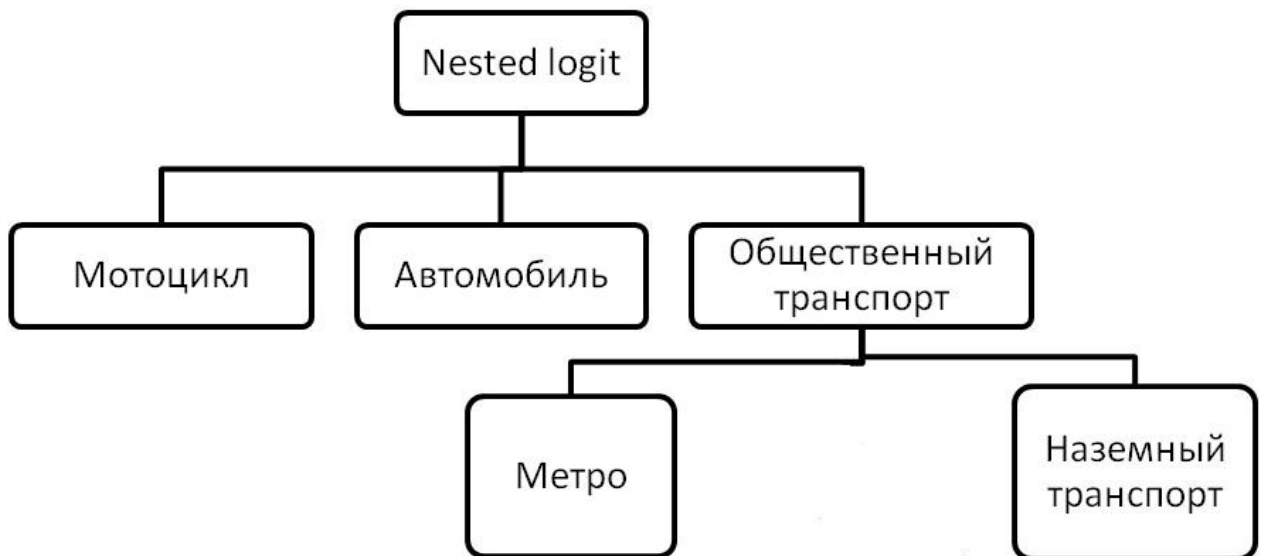 Nested logit
Мотоцикл
Автомобиль
Общественный
транспорт
Метро
Наземный
транспорт